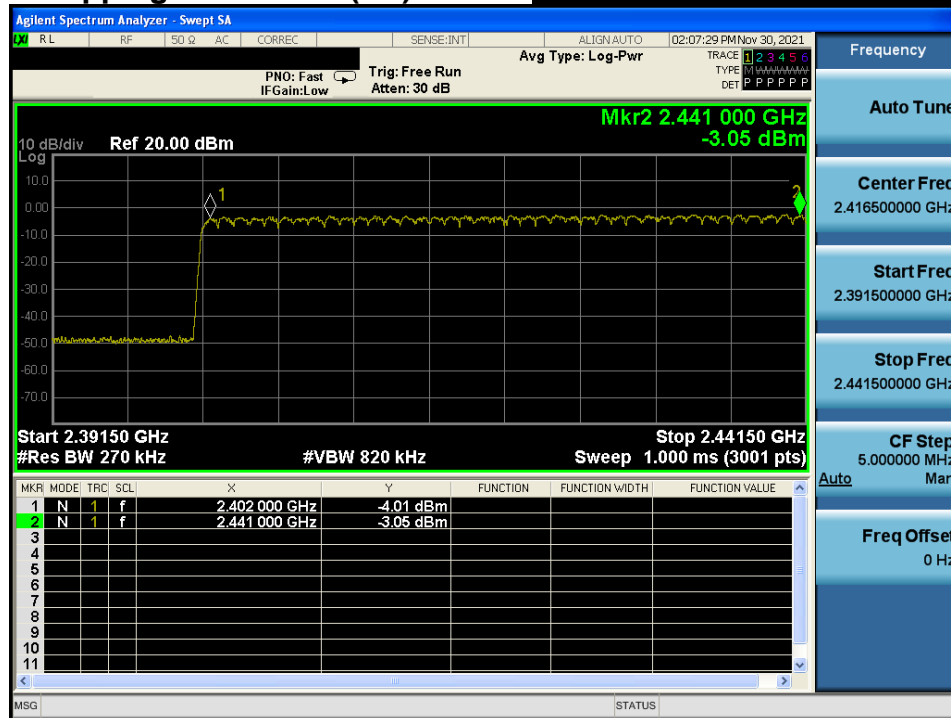 Agilent Spectrum Analyzer - Swept SA
LXI RL RF 50 Ω AC CORREC SENSE:INT ALIGN AUTO 02:07:29 PM Nov 30, 2021
Frequency
PNO: Fast
IFGain:Low
Trig: Free Run
Atten: 30 dB
Avg Type: Log-Pwr
TRACE 1 2 3 4 5 6
TYPE M W W W W W
DET P P P P P P
Auto Tune
Mkr2 2.441 000 GHz
-3.05 dBm
10 dB/div Ref 20.00 dBm
Log
10.0
0.00
-10.0
-20.0
-30.0
-40.0
-50.0
-60.0
-70.0
1
2
Center Freq
2.416500000 GHz
Start Freq
2.391500000 GHz
Stop Freq
2.441500000 GHz
Start 2.39150 GHz Stop 2.44150 GHz
#Res BW 270 kHz #VBW 820 kHz Sweep 1.000 ms (3001 pts)
CF Step
5.000000 MHz
Auto Man
Freq Offset
0 Hz
MKR MODE TRC SCL X Y FUNCTION FUNCTION WIDTH FUNCTION VALUE
1 N 1 f 2.402 000 GHz -4.01 dBm
2 N 1 f 2.441 000 GHz -3.05 dBm
3
4
5
6
7
8
9
10
11
MSG STATUS